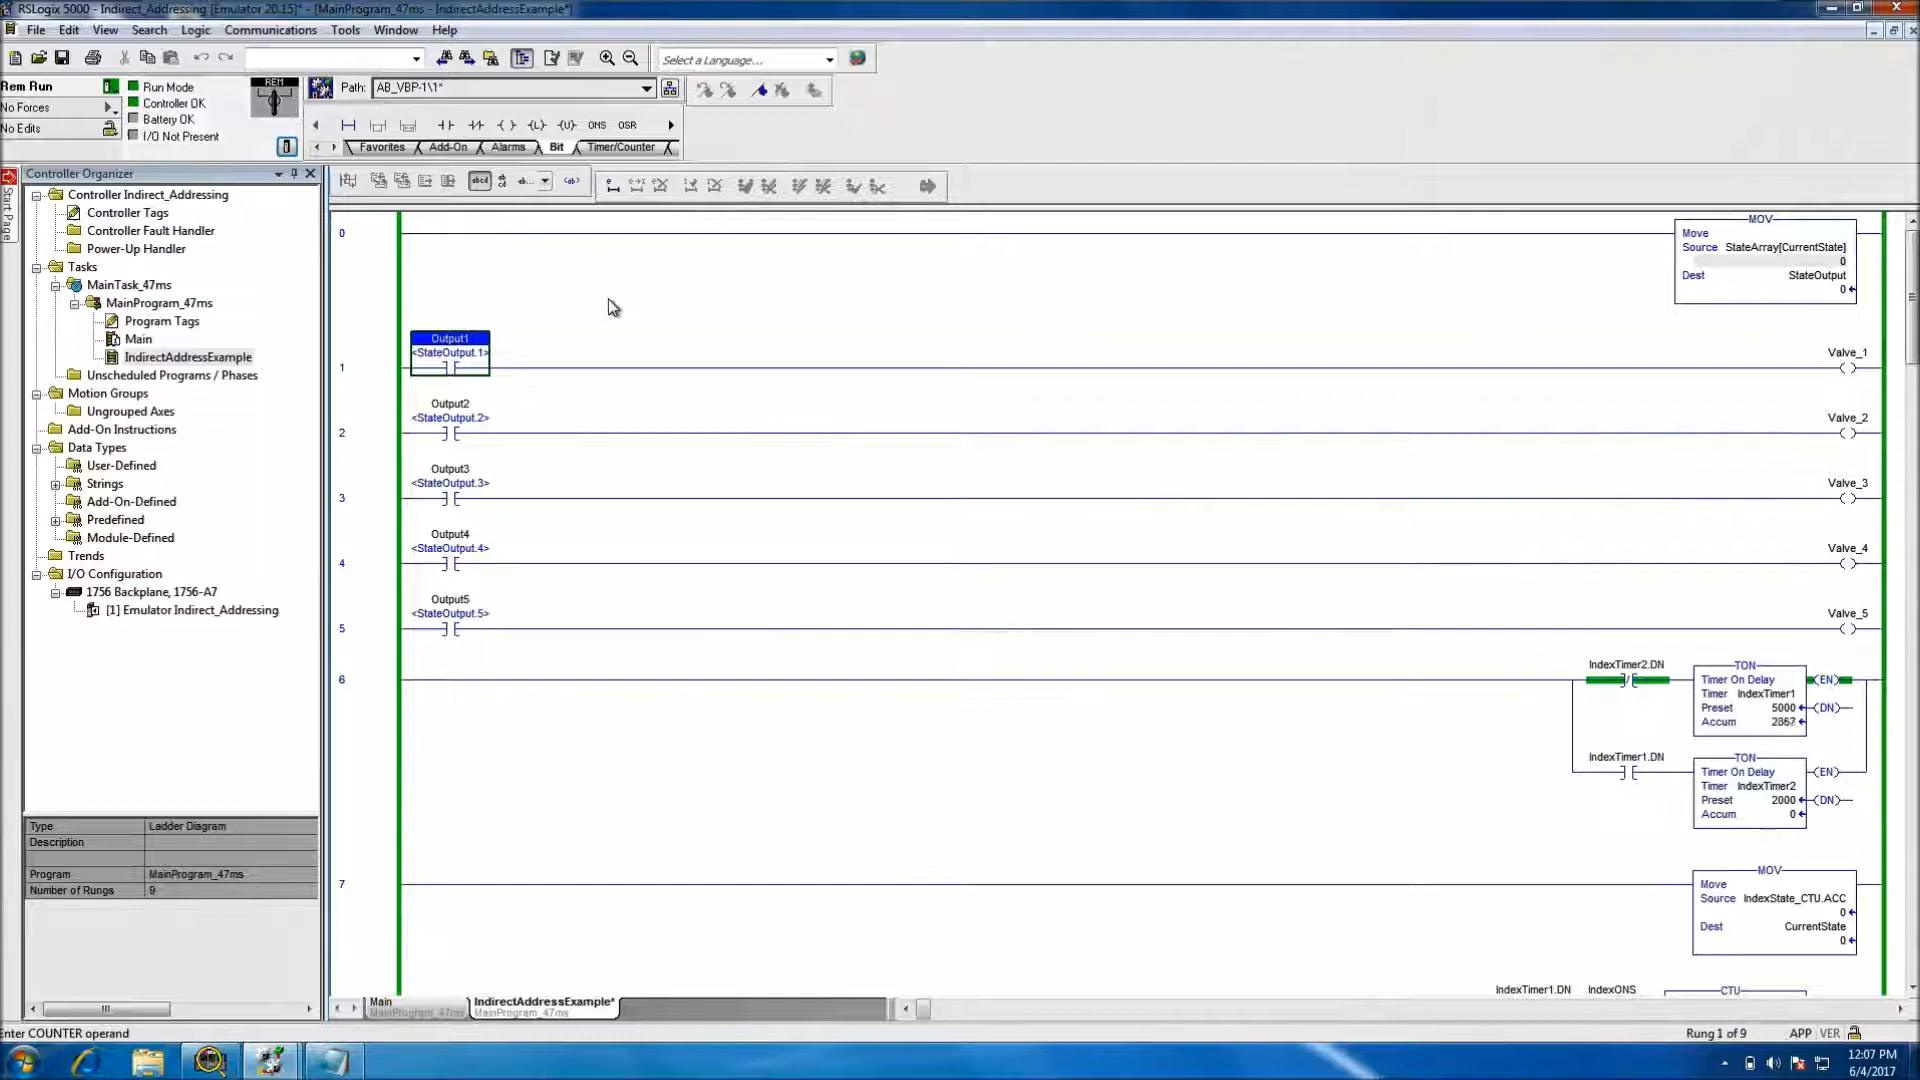 RSLogix 5000 - Indirect_Addressing [Emulator 20.15]* - [MainProgram_47ms - IndirectAddressExample*]
File Edit View Search Logic Communications Tools Window Help
Select a Language...
Rem Run
No Forces
No Edits
Run Mode
Controller OK
Battery OK
I/O Not Present
REM
Path: AB_VBP-1\1*
ONS OSR
Favorites Add-On Alarms Bit Timer/Counter
Start Page
Controller Organizer
Controller Indirect_Addressing
Controller Tags
Controller Fault Handler
Power-Up Handler
Tasks
MainTask_47ms
MainProgram_47ms
Program Tags
Main
IndirectAddressExample
Unscheduled Programs / Phases
Motion Groups
Ungrouped Axes
Add-On Instructions
Data Types
User-Defined
Strings
Add-On-Defined
Predefined
Module-Defined
Trends
I/O Configuration
1756 Backplane, 1756-A7
[1] Emulator Indirect_Addressing
Type Ladder Diagram
Description
Program MainProgram_47ms
Number of Rungs 9
0
MOV
Move
Source StateArray[CurrentState]
0
Dest StateOutput
0
Output1
<StateOutput.1>
Valve_1
1
Output2
<StateOutput.2>
Valve_2
2
Output3
<StateOutput.3>
Valve_3
3
Output4
<StateOutput.4>
Valve_4
4
Output5
<StateOutput.5>
Valve_5
5
6
IndexTimer2.DN
TON
Timer On Delay
Timer IndexTimer1
Preset 5000
Accum 2867
EN
DN
IndexTimer1.DN
TON
Timer On Delay
Timer IndexTimer2
Preset 2000
Accum 0
EN
DN
7
MOV
Move
Source IndexState_CTU.ACC
0
Dest CurrentState
0
IndexTimer1.DN IndexONS CTU
Main
MainProgram_47ms
IndirectAddressExample*
MainProgram_47ms
Enter COUNTER operand
Rung 1 of 9 APP VER
12:07 PM
6/4/2017